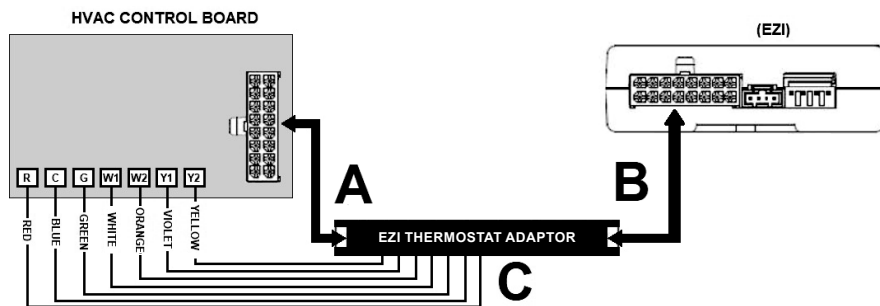 HVAC CONTROL BOARD
(EZI)
R C G W1 W2 Y1 Y2
RED
BLUE
GREEN
WHITE
ORANGE
VIOLET
YELLOW
A
B
EZI THERMOSTAT ADAPTOR
C